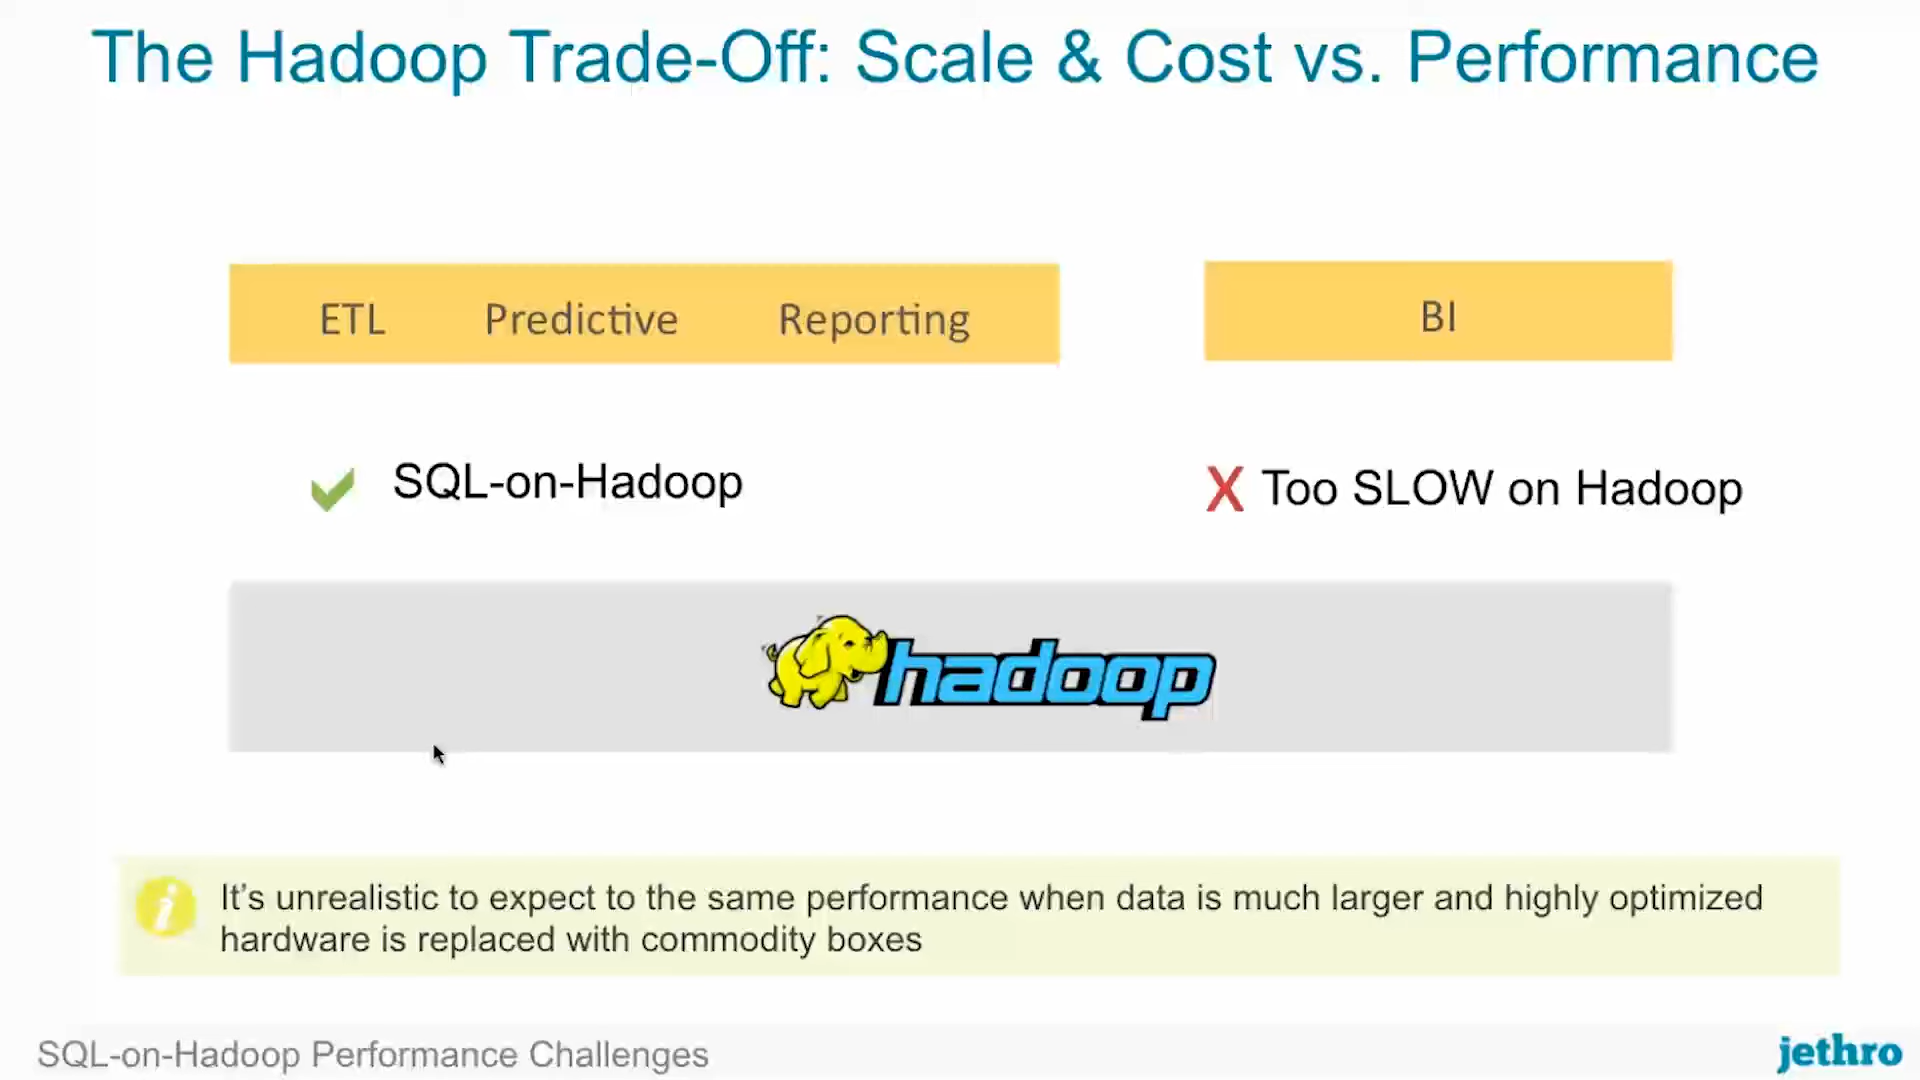 The Hadoop Trade-Off: Scale & Cost vs. Performance
ETL Predictive Reporting
BI
SQL-on-Hadoop
X Too SLOW on Hadoop
hadoop
i
It's unrealistic to expect to the same performance when data is much larger and highly optimized
hardware is replaced with commodity boxes
SQL-on-Hadoop Performance Challenges
jethro